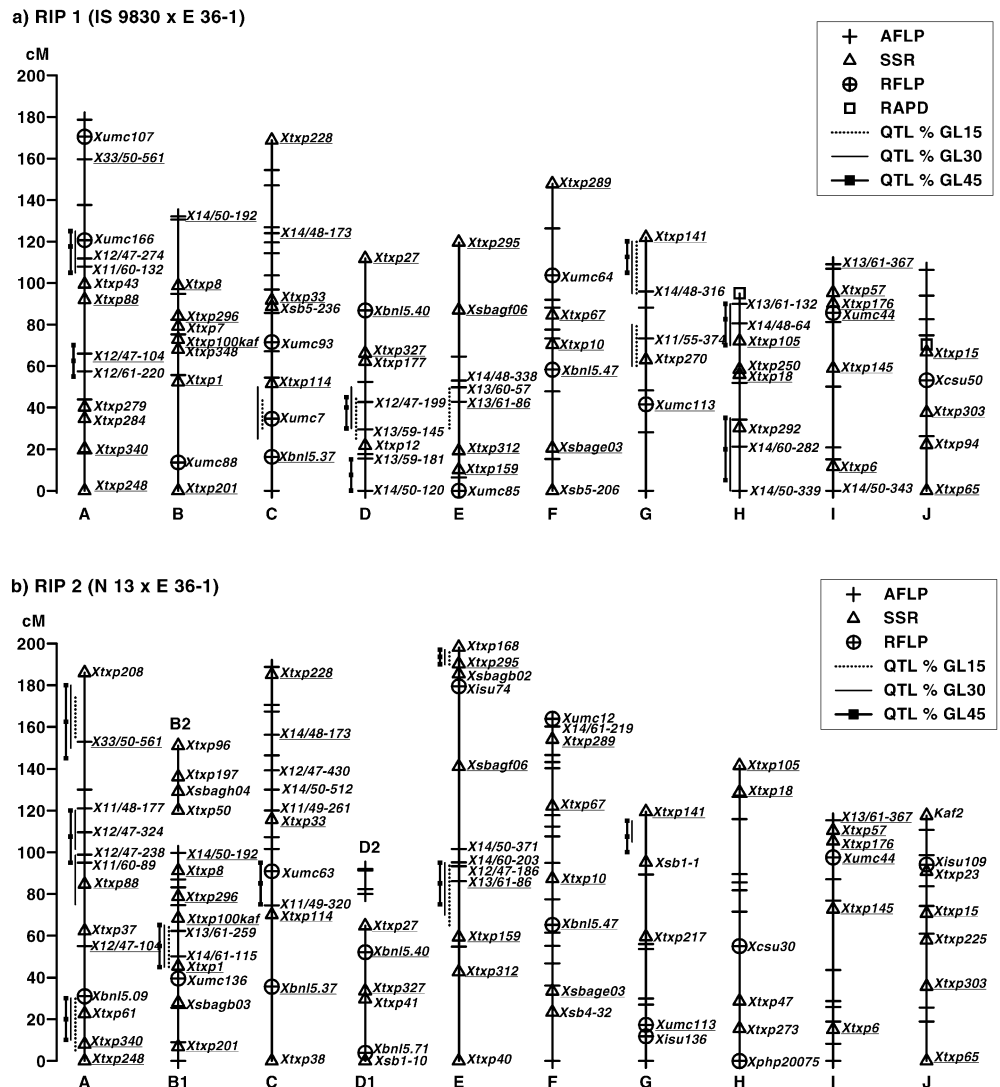 a) RIP 1 (IS 9830 x E 36-1)
cM
200
180
160
140
120
100
80
60
40
20
0
AFLP
SSR
RFLP
RAPD
QTL % GL15
QTL % GL30
QTL % GL45
Xumc107
X33/50-561
Xumc166
X12/47-274
X11/60-132
Xtxp43
Xtxp88
X12/47-104
X12/61-220
Xtxp279
Xtxp284
Xtxp340
Xtxp248
A
X14/50-192
Xtxp8
Xtxp296
Xtxp7
Xtxp100kaf
Xtxp348
Xtxp1
Xumc88
Xtxp201
B
Xtxp228
X14/48-173
Xtxp33
Xsb5-236
Xumc93
Xtxp114
Xumc7
Xbnl5.37
C
Xtxp27
Xbnl5.40
Xtxp327
Xtxp177
X12/47-199
X13/59-145
Xtxp12
X13/59-181
X14/50-120
D
Xtxp295
Xsbagf06
X14/48-338
X13/60-57
X13/61-86
Xtxp312
Xtxp159
Xumc85
E
Xtxp289
Xumc64
Xtxp67
Xtxp10
Xbnl5.47
Xsbage03
Xsb5-206
F
Xtxp141
X14/48-316
X11/55-374
Xtxp270
Xumc113
G
X13/61-132
X14/48-64
Xtxp105
Xtxp250
Xtxp18
Xtxp292
X14/60-282
X14/50-339
H
X13/61-367
Xtxp57
Xtxp176
Xumc44
Xtxp145
Xtxp6
X14/50-343
I
Xtxp15
Xcsu50
Xtxp303
Xtxp94
Xtxp65
J
b) RIP 2 (N 13 x E 36-1)
cM
200
180
160
140
120
100
80
60
40
20
0
AFLP
SSR
RFLP
QTL % GL15
QTL % GL30
QTL % GL45
Xtxp208
X33/50-561
X11/48-177
X12/47-324
X12/47-238
X11/60-89
Xtxp88
Xtxp37
X12/47-104
Xbnl5.09
Xtxp61
Xtxp340
Xtxp248
A
B2
Xtxp96
Xtxp197
Xsbagh04
Xtxp50
X14/50-192
Xtxp8
Xtxp296
Xtxp100kaf
X13/61-259
X14/61-115
Xtxp1
Xumc136
Xsbagb03
Xtxp201
B1
Xtxp228
X14/48-173
X12/47-430
X14/50-512
X11/49-261
Xtxp33
Xumc63
X11/49-320
Xtxp114
Xbnl5.37
Xtxp38
C
D2
Xtxp27
Xbnl5.40
Xtxp327
Xtxp41
Xbnl5.71
Xsb1-10
D1
Xtxp168
Xtxp295
Xsbagb02
Xisu74
Xsbagf06
X14/50-371
X14/60-203
X12/47-186
X13/61-86
Xtxp159
Xtxp312
Xtxp40
E
Xumc12
X14/61-219
Xtxp289
Xtxp67
Xtxp10
Xbnl5.47
Xsbage03
Xsb4-32
F
Xtxp141
Xsb1-1
Xtxp217
Xumc113
Xisu136
G
Xtxp105
Xtxp18
Xcsu30
Xtxp47
Xtxp273
Xphp20075
H
X13/61-367
Xtxp57
Xtxp176
Xumc44
Xtxp145
Xtxp6
I
Kaf2
Xisu109
Xtxp23
Xtxp15
Xtxp225
Xtxp303
Xtxp65
J